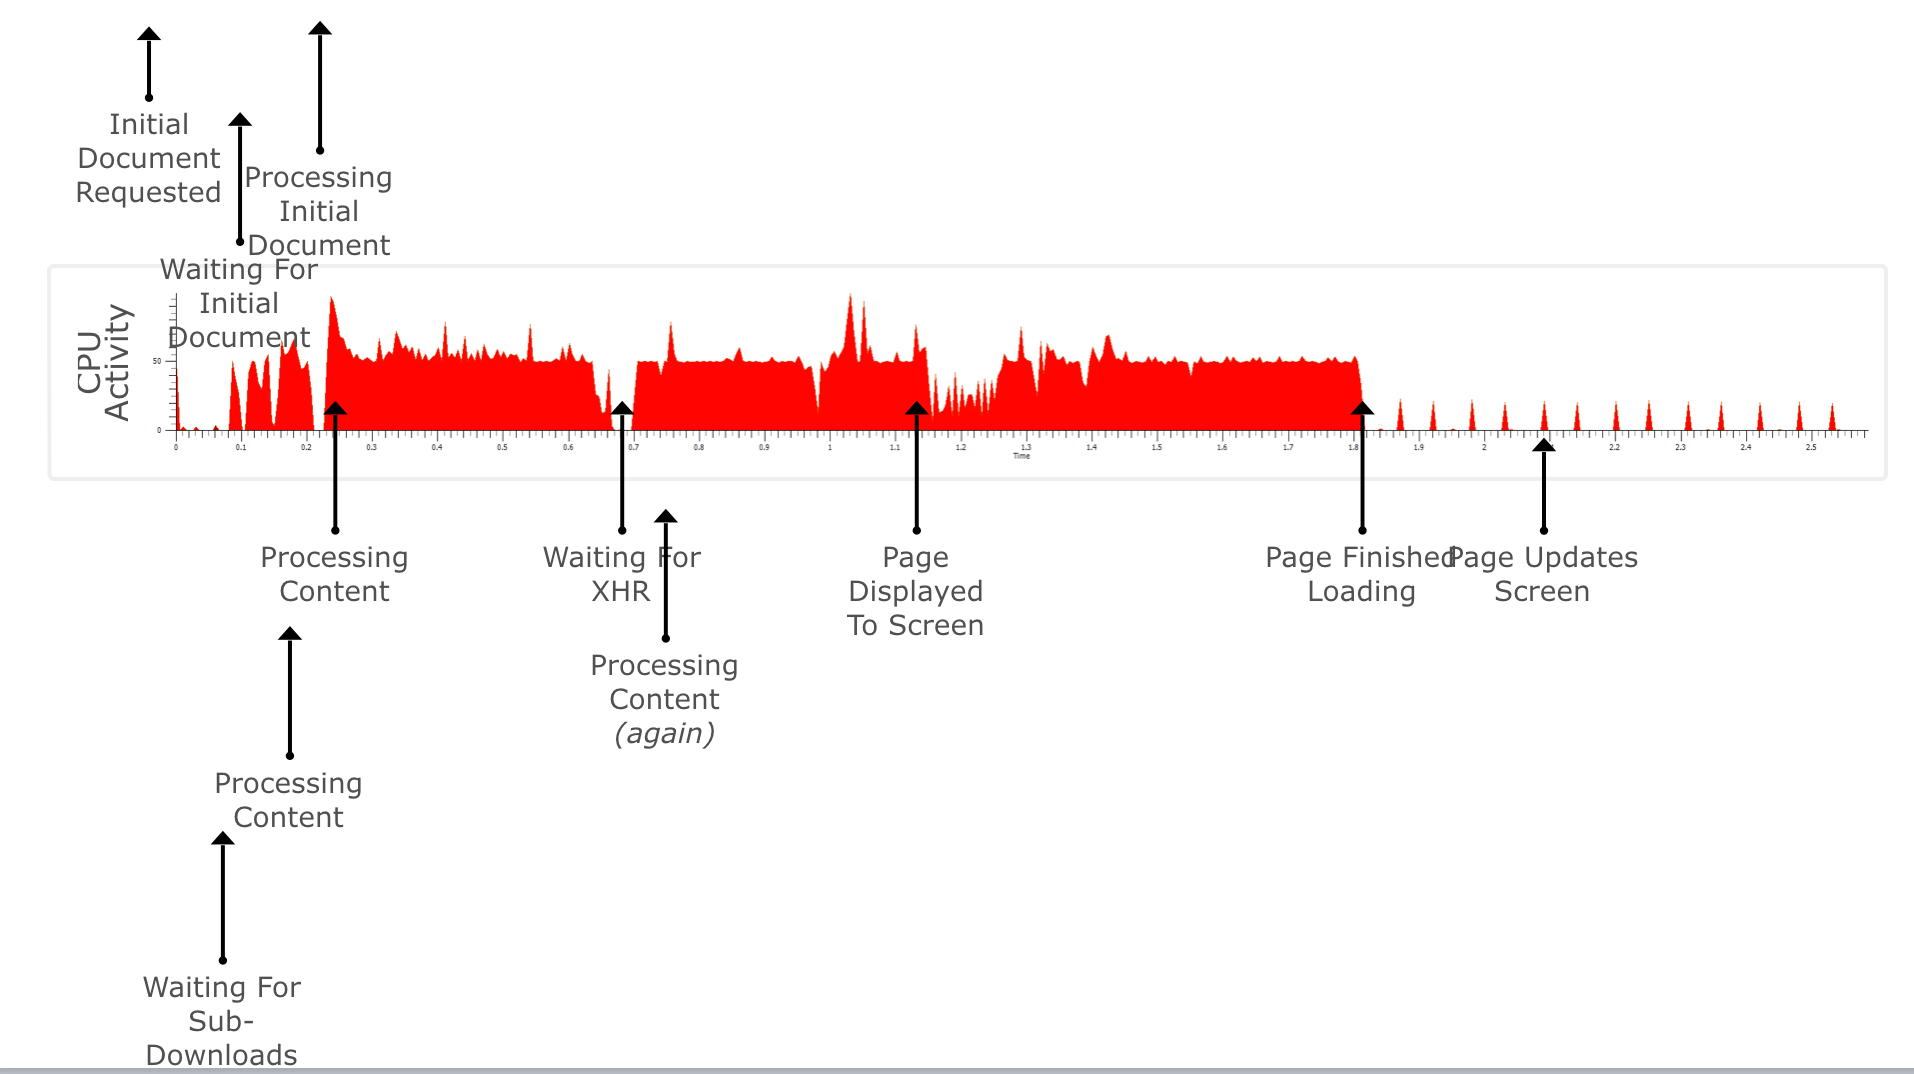 Initial
Document
Requested
Processing
Initial
Document
Waiting For
Initial
Document
CPU
Activity
50
0
0 0.1 0.2 0.3 0.4 0.5 0.6 0.7 0.8 0.9 1 1.1 1.2 1.3 1.4 1.5 1.6 1.7 1.8 1.9 2 2.2 2.3 2.4 2.5
Time
Processing
Content
Waiting For
XHR
Page
Displayed
To Screen
Page Finished
Loading
Page Updates
Screen
Processing
Content
(again)
Processing
Content
Waiting For
Sub-
Downloads